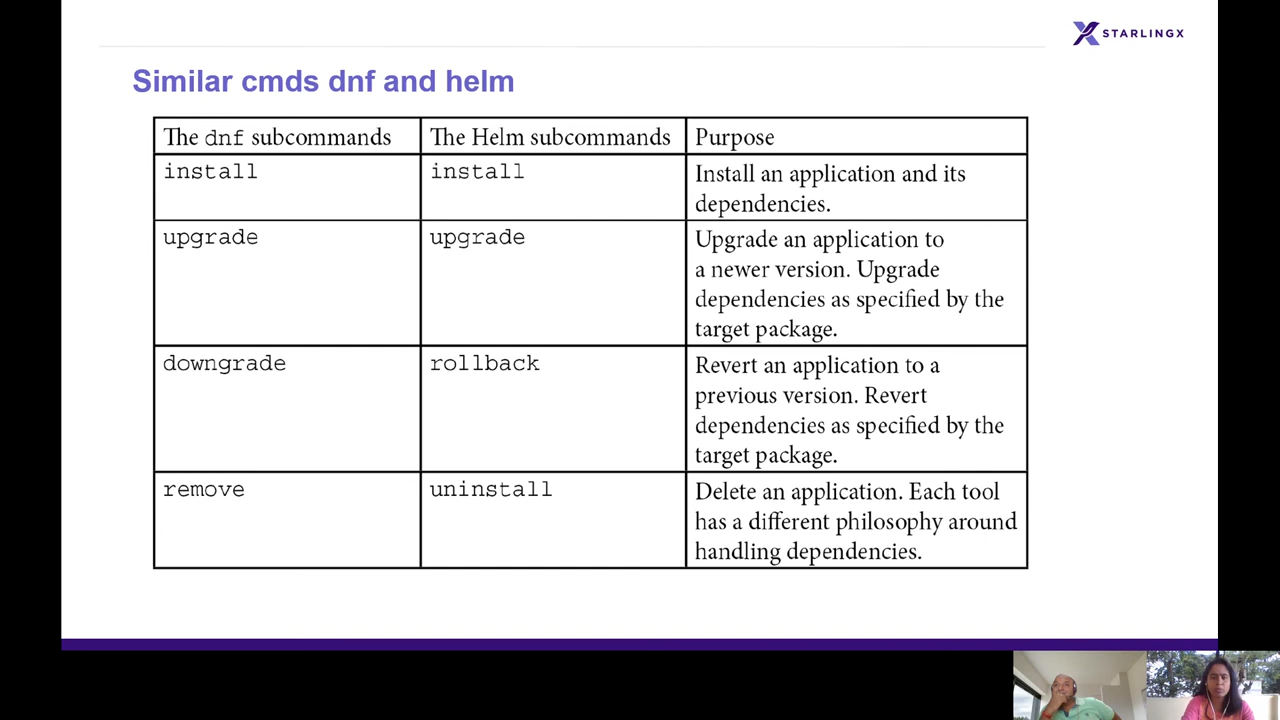 STARLINGX
Similar cmds dnf and helm
The dnf subcommands
The Helm subcommands
Purpose
install
install
Install an application and its
dependencies.
upgrade
upgrade
Upgrade an application to
a newer version. Upgrade
dependencies as specified by the
target package.
downgrade
rollback
Revert an application to a
previous version. Revert
dependencies as specified by the
target package.
remove
uninstall
Delete an application. Each tool
has a different philosophy around
handling dependencies.